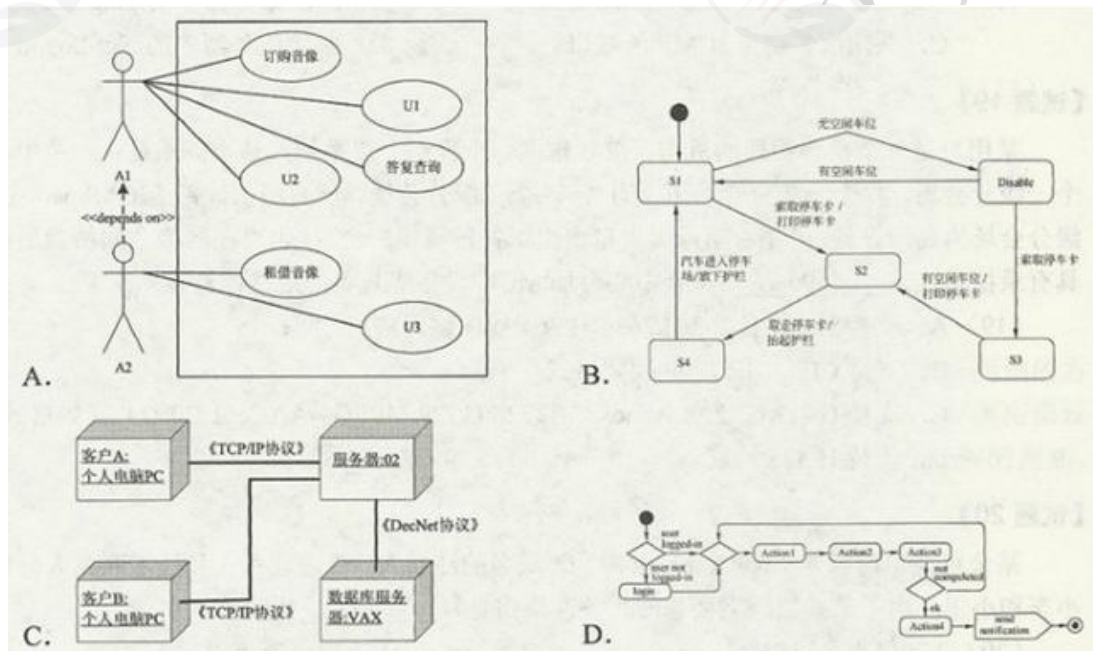 订购音像
U1
U2
答复查询
A1
<<depends on>>
租借音像
U3
A2
A.
无空闲车位
有空闲车位
S1
Disable
索取停车卡 /
打印停车卡
索取停车卡
汽车进入停车
场/放下护栏
S2
有空闲车位 /
打印停车卡
取走停车卡/
抬起护栏
S4
S3
B.
客户A:
个人电脑PC
《TCP/IP协议》
服务器:02
《DecNet协议》
客户B:
个人电脑PC
《TCP/IP协议》
数据库服务
器:VAX
C.
user
logged-in
user not
logged-in
login
Action1
Action2
Action3
not
completed
ok
Action4
send
notification
D.